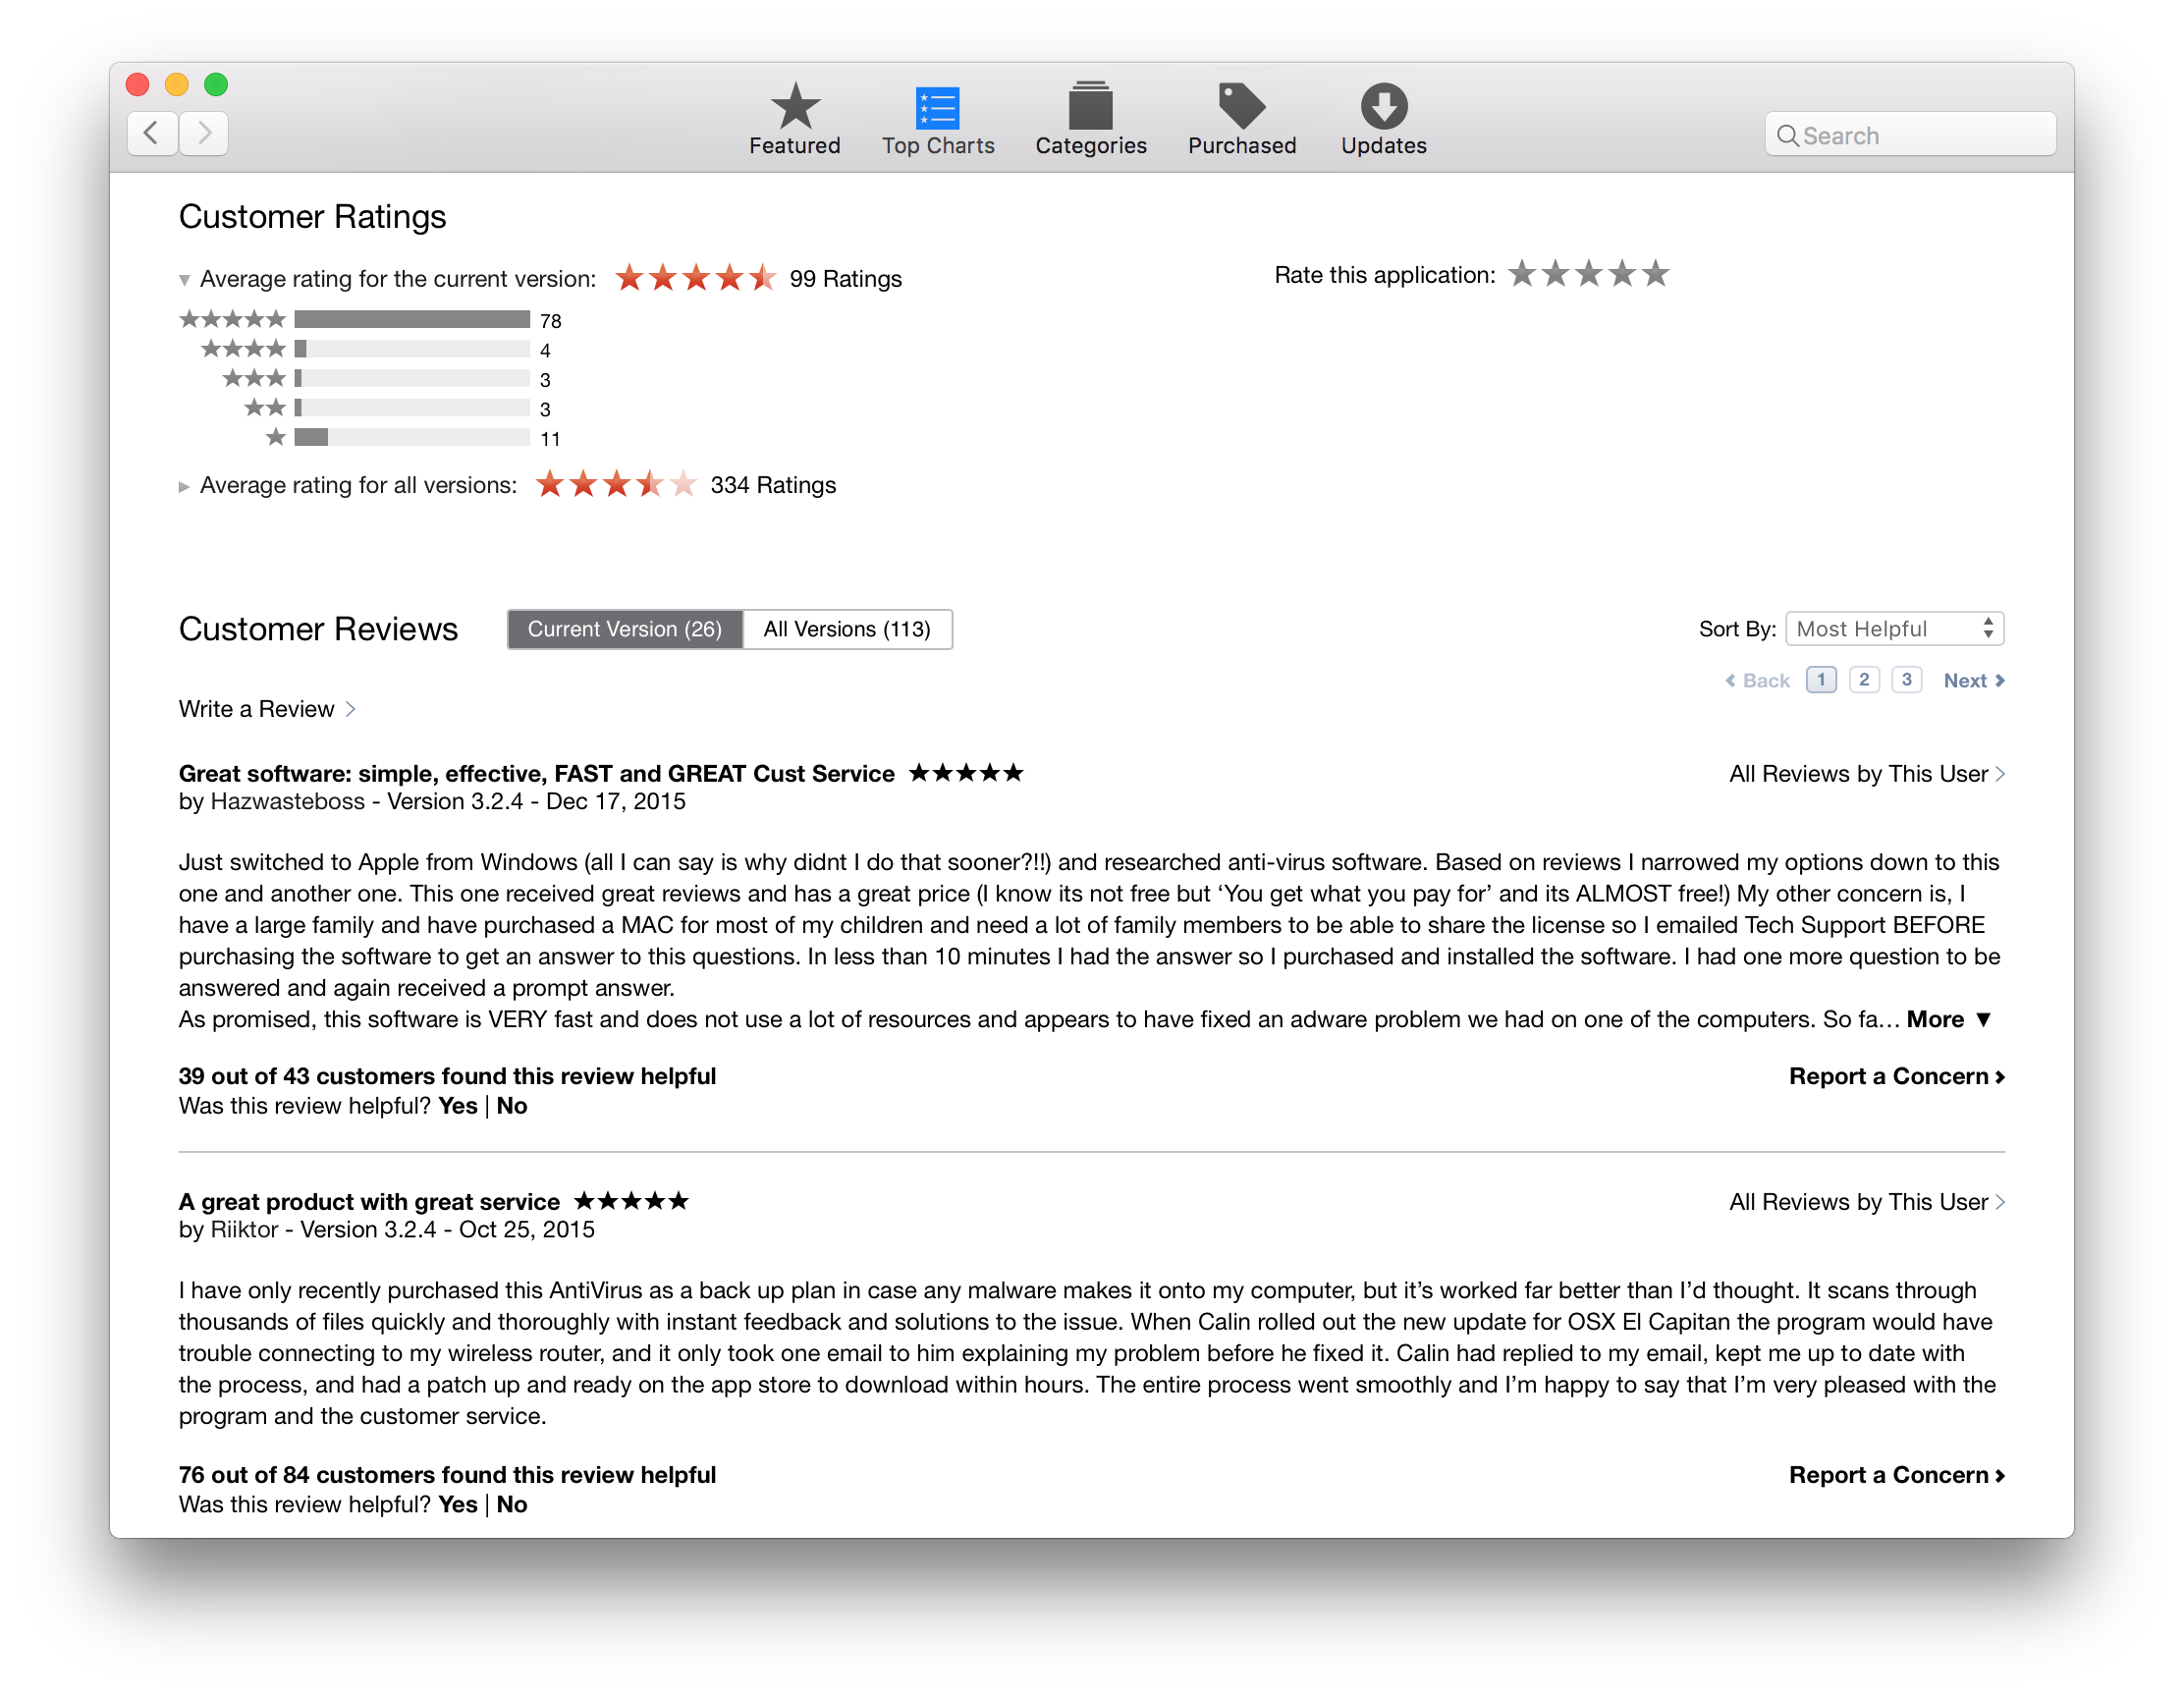 Featured
Top Charts
Categories
Purchased
Updates
Search
Customer Ratings
Average rating for the current version: 99 Ratings
Rate this application:
78
4
3
3
11
Average rating for all versions: 334 Ratings
Customer Reviews
Current Version (26)
All Versions (113)
Sort By: Most Helpful
Back 1 2 3 Next
Write a Review
Great software: simple, effective, FAST and GREAT Cust Service
All Reviews by This User
by Hazwasteboss - Version 3.2.4 - Dec 17, 2015
Just switched to Apple from Windows (all I can say is why didnt I do that sooner?!!) and researched anti-virus software. Based on reviews I narrowed my options down to this
one and another one. This one received great reviews and has a great price (I know its not free but ‘You get what you pay for’ and its ALMOST free!) My other concern is, I
have a large family and have purchased a MAC for most of my children and need a lot of family members to be able to share the license so I emailed Tech Support BEFORE
purchasing the software to get an answer to this questions. In less than 10 minutes I had the answer so I purchased and installed the software. I had one more question to be
answered and again received a prompt answer.
As promised, this software is VERY fast and does not use a lot of resources and appears to have fixed an adware problem we had on one of the computers. So fa… More ▼
39 out of 43 customers found this review helpful
Report a Concern
Was this review helpful? Yes | No
A great product with great service
All Reviews by This User
by Riiktor - Version 3.2.4 - Oct 25, 2015
I have only recently purchased this AntiVirus as a back up plan in case any malware makes it onto my computer, but it’s worked far better than I’d thought. It scans through
thousands of files quickly and thoroughly with instant feedback and solutions to the issue. When Calin rolled out the new update for OSX El Capitan the program would have
trouble connecting to my wireless router, and it only took one email to him explaining my problem before he fixed it. Calin had replied to my email, kept me up to date with
the process, and had a patch up and ready on the app store to download within hours. The entire process went smoothly and I’m happy to say that I’m very pleased with the
program and the customer service.
76 out of 84 customers found this review helpful
Report a Concern
Was this review helpful? Yes | No